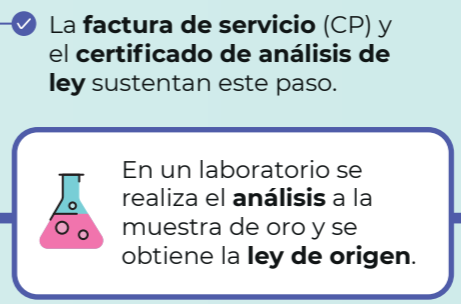 La factura de servicio (CP) y
el certificado de análisis de
ley sustentan este paso.
En un laboratorio se
realiza el análisis a la
muestra de oro y se
obtiene la ley de origen.